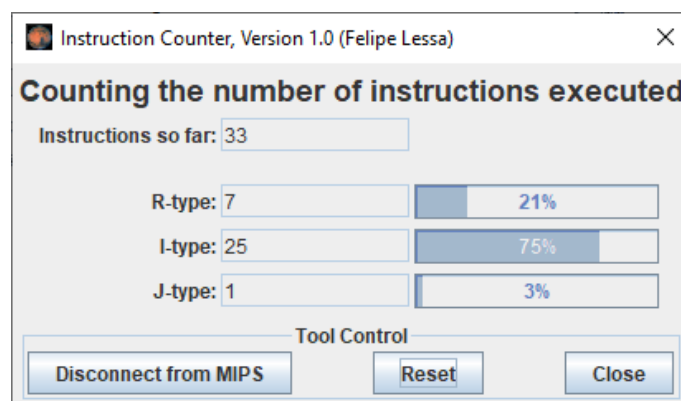 Instruction Counter, Version 1.0 (Felipe Lessa)
Counting the number of instructions executed
Instructions so far: 33
R-type: 7 21%
I-type: 25 75%
J-type: 1 3%
Tool Control
Disconnect from MIPS Reset Close